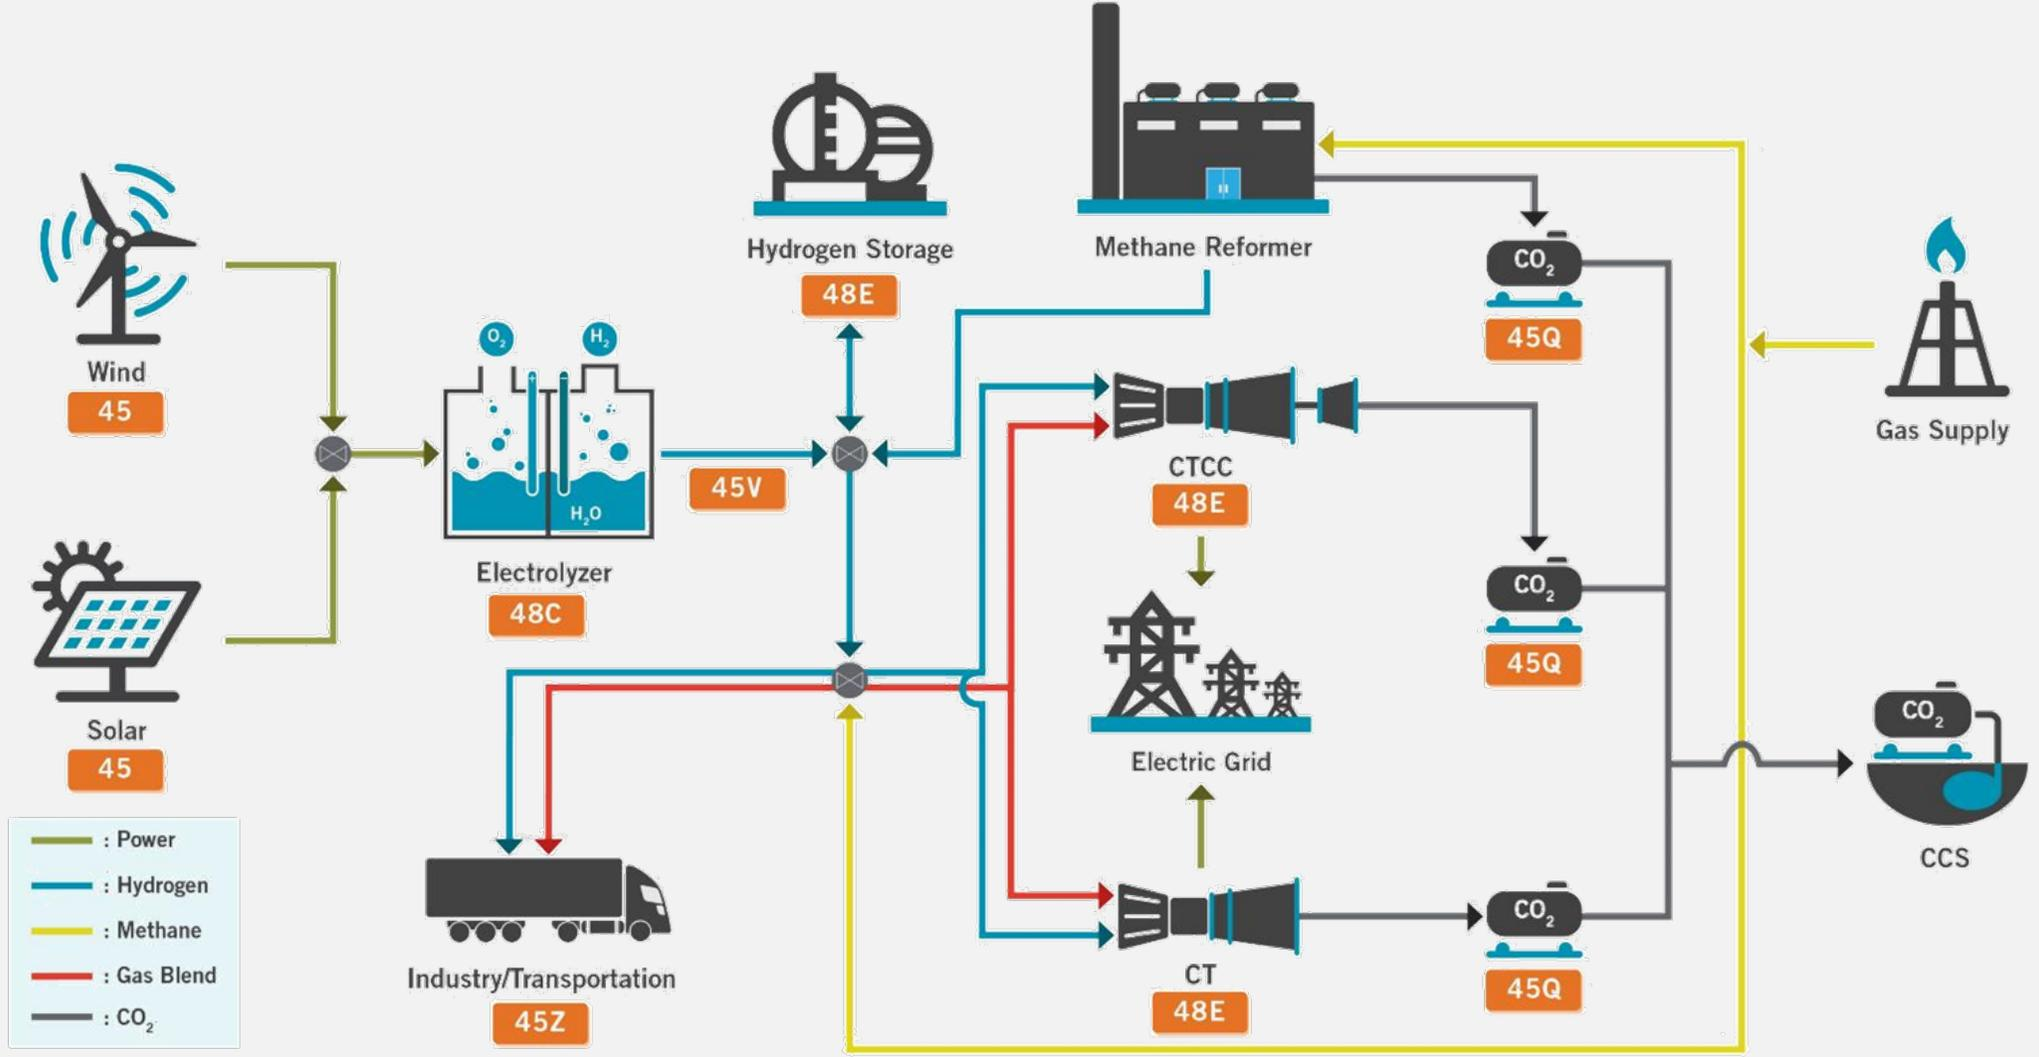 Wind
45
Solar
45
: Power
: Hydrogen
: Methane
: Gas Blend
: CO₂
O₂
H₂
+
−
H₂O
Electrolyzer
48C
45V
Hydrogen Storage
48E
Methane Reformer
CTCC
48E
Electric Grid
CT
48E
Industry/Transportation
45Z
CO₂
45Q
CO₂
45Q
CO₂
45Q
Gas Supply
CO₂
CCS